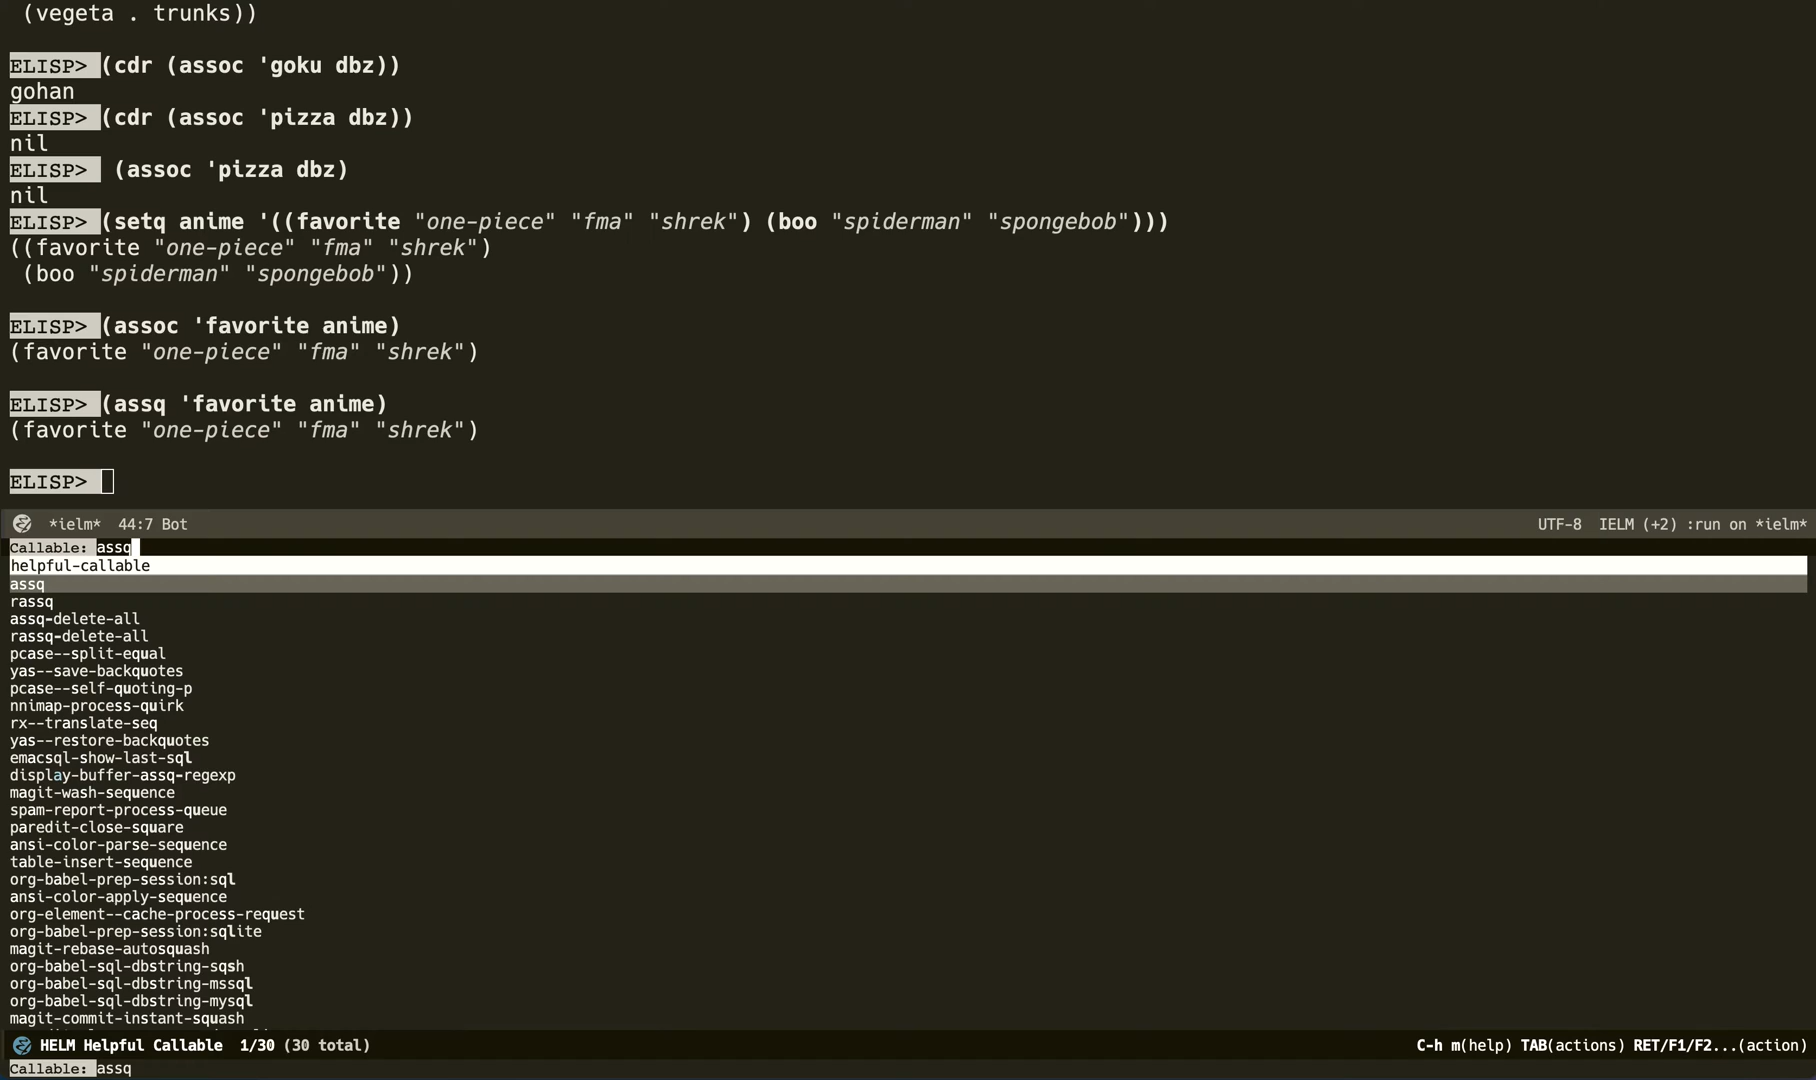 (vegeta . trunks))
ELISP> (cdr (assoc 'goku dbz))
gohan
ELISP> (cdr (assoc 'pizza dbz))
nil
ELISP>  (assoc 'pizza dbz)
nil
ELISP> (setq anime '((favorite "one-piece" "fma" "shrek") (boo "spiderman" "spongebob")))
((favorite "one-piece" "fma" "shrek")
 (boo "spiderman" "spongebob"))
ELISP> (assoc 'favorite anime)
(favorite "one-piece" "fma" "shrek")
ELISP> (assq 'favorite anime)
(favorite "one-piece" "fma" "shrek")
ELISP>
*ielm* 44:7 Bot UTF-8 IELM (+2) :run on *ielm*
Callable: assq
helpful-callable
assq
rassq
assq-delete-all
rassq-delete-all
pcase--split-equal
yas--save-backquotes
pcase--self-quoting-p
nnimap-process-quirk
rx--translate-seq
yas--restore-backquotes
emacsql-show-last-sql
display-buffer-assq-regexp
magit-wash-sequence
spam-report-process-queue
paredit-close-square
ansi-color-parse-sequence
table-insert-sequence
org-babel-prep-session:sql
ansi-color-apply-sequence
org-element--cache-process-request
org-babel-prep-session:sqlite
magit-rebase-autosquash
org-babel-sql-dbstring-sqsh
org-babel-sql-dbstring-mssql
org-babel-sql-dbstring-mysql
magit-commit-instant-squash
HELM Helpful Callable 1/30 (30 total) C-h m(help) TAB(actions) RET/F1/F2...(action)
Callable: assq